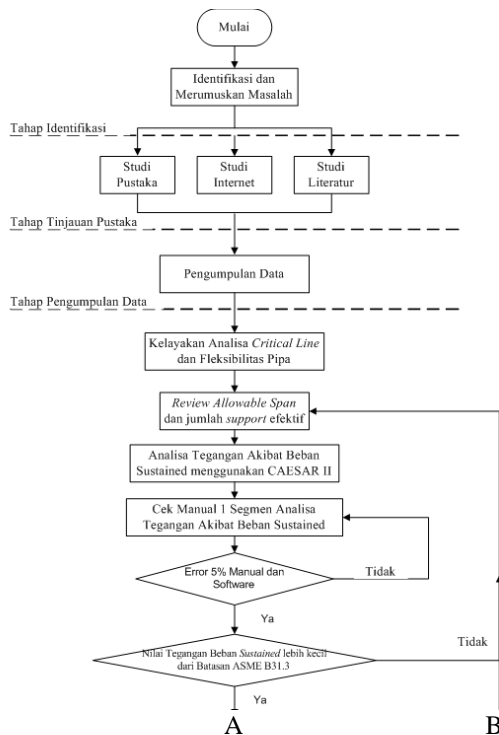 Mulai
Identifikasi dan
Merumuskan Masalah
Tahap Identifikasi
Studi
Pustaka
Studi
Internet
Studi
Literatur
Tahap Tinjauan Pustaka
Pengumpulan Data
Tahap Pengumpulan Data
Kelayakan Analisa Critical Line
dan Fleksibilitas Pipa
Review Allowable Span
dan jumlah support efektif
Analisa Tegangan Akibat Beban
Sustained menggunakan CAESAR II
Cek Manual 1 Segmen Analisa
Tegangan Akibat Beban Sustained
Error 5% Manual dan
Software
Tidak
Ya
Nilai Tegangan Beban Sustained lebih kecil
dari Batasan ASME B31.3
Tidak
Ya
A
B